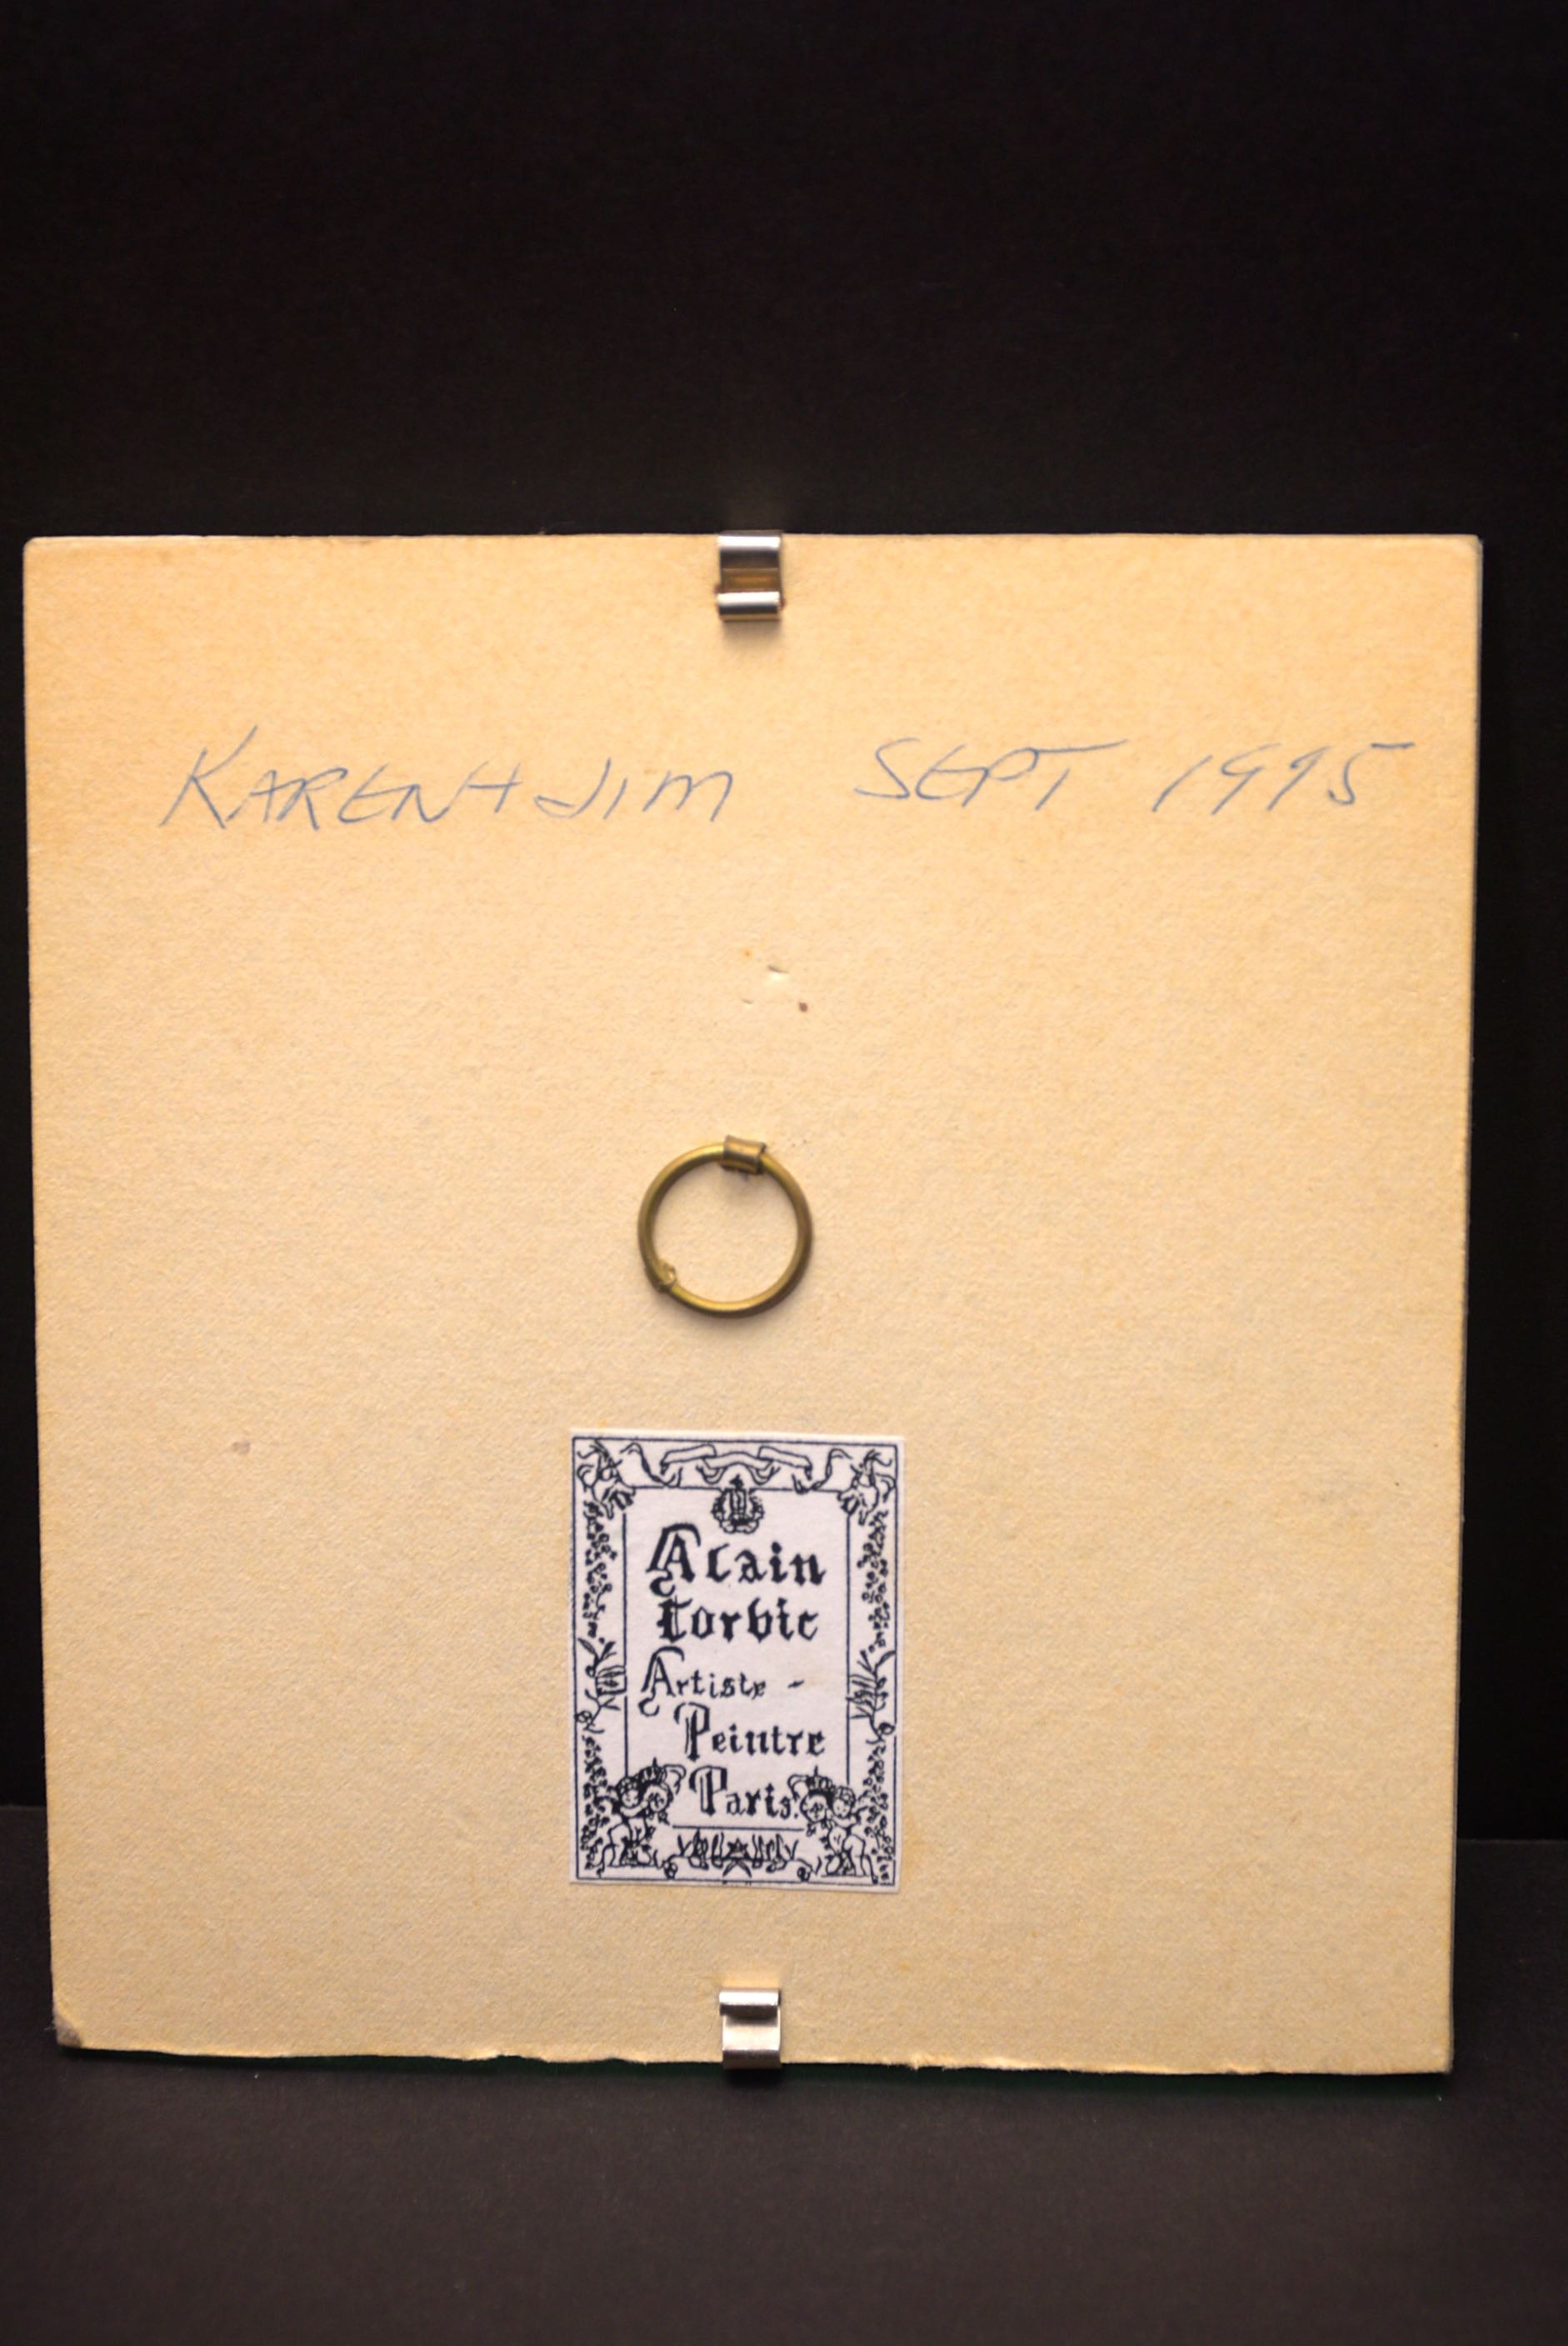 KAREN + JIM SEPT 1995
Alain
Corbic
Artiste -
Peintre
Paris.